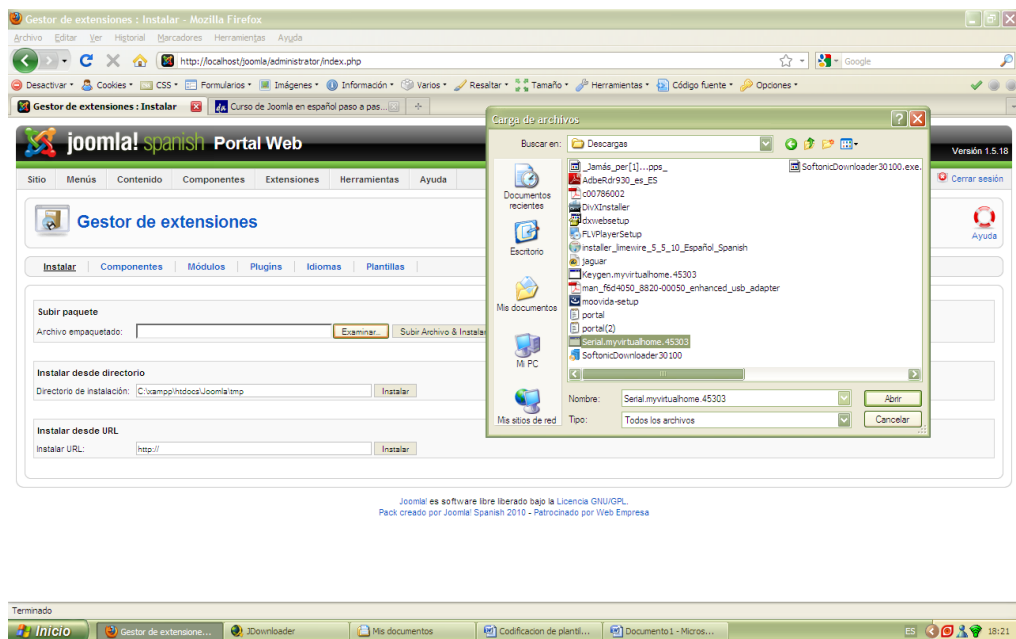 Gestor de extensiones : Instalar - Mozilla Firefox
Archivo Editar Ver Historial Marcadores Herramientas Ayuda
http://localhost/joomla/administrator/index.php
Google
Desactivar Cookies CSS Formularios Imágenes Información Varios Resaltar Tamaño Herramientas Código fuente Opciones
Gestor de extensiones : Instalar
Curso de Joomla en español paso a pas...
joomla! spanish Portal Web
Versión 1.5.18
Sitio Menús Contenido Componentes Extensiones Herramientas Ayuda
Cerrar sesión
Gestor de extensiones
Ayuda
Instalar Componentes Módulos Plugins Idiomas Plantillas
Subir paquete
Archivo empaquetado: Examinar... Subir Archivo & Instalar
Instalar desde directorio
Directorio de instalación: C:\xampp\htdocs\Joomla\tmp Instalar
Instalar desde URL
Instalar URL: http:// Instalar
Carga de archivos
Buscar en: Descargas
Documentos recientes
Escritorio
Mis documentos
Mi PC
Mis sitios de red
_Jamás_per[1]...pps_
AdbeRdr930_es_ES
c00786002
DivXInstaller
dxwebsetup
FLVPlayerSetup
installer_limewire_5_5_10_Español_Spanish
jaguar
Keygen.myvirtualhome.45303
man_f6d4050_8820-00050_enhanced_usb_adapter
moovida-setup
portal
portal(2)
Serial.myvirtualhome.45303
SoftonicDownloader30100
SoftonicDownloader30100.exe.
Nombre: Serial.myvirtualhome.45303 Abrir
Tipo: Todos los archivos Cancelar
Joomla! es software libre liberado bajo la Licencia GNU/GPL.
Pack creado por Joomla! Spanish 2010 - Patrocinado por Web Empresa
Terminado
Inicio
Gestor de extensione...
JDownloader
Mis documentos
Codificacion de plantil...
Documento1 - Micros...
ES
18:21